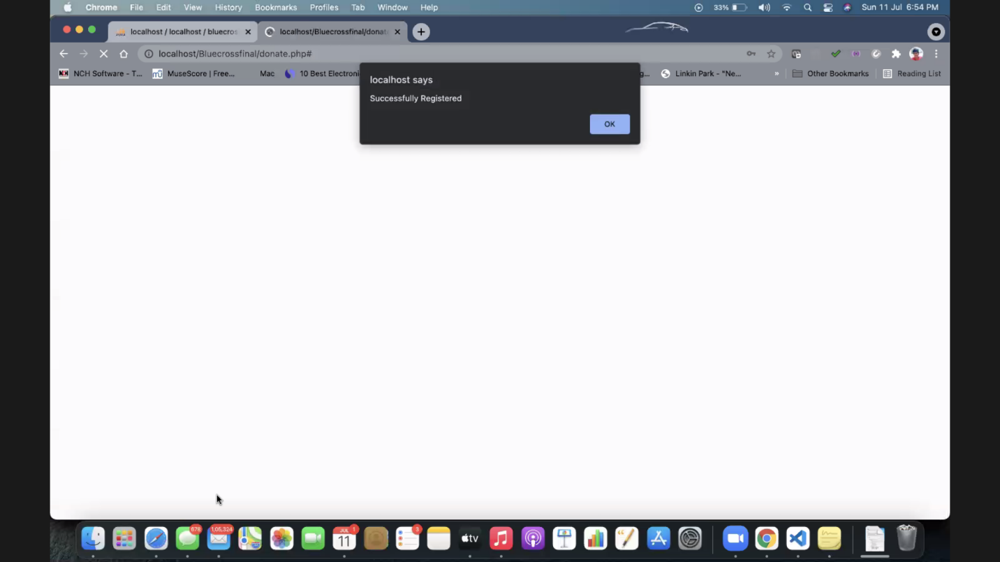 Chrome File Edit View History Bookmarks Profiles Tab Window Help 33% Sun 11 Jul 6:54 PM
localhost / localhost / bluecros localhost/Bluecrossfinal/donat
localhost/Bluecrossfinal/donate.php#
NCH Software - T... MuseScore | Free... Mac 10 Best Electroni g... Linkin Park - "Ne... » Other Bookmarks Reading List
localhost says
Successfully Registered
OK
678
1,05,324
JUL
11
1
3
tv